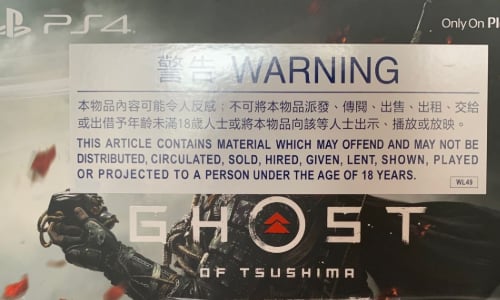 PS4
Only On Pl
警告 WARNING
本物品內容可能令人反感；不可將本物品派發、傳閱、出售、出租、交給
或出借予年齡未滿18歲人士或將本物品向該等人士出示、播放或放映。
THIS ARTICLE CONTAINS MATERIAL WHICH MAY OFFEND AND MAY NOT BE
DISTRIBUTED, CIRCULATED, SOLD, HIRED, GIVEN, LENT, SHOWN, PLAYED
OR PROJECTED TO A PERSON UNDER THE AGE OF 18 YEARS.
WL49
GHOST
OF TSUSHIMA